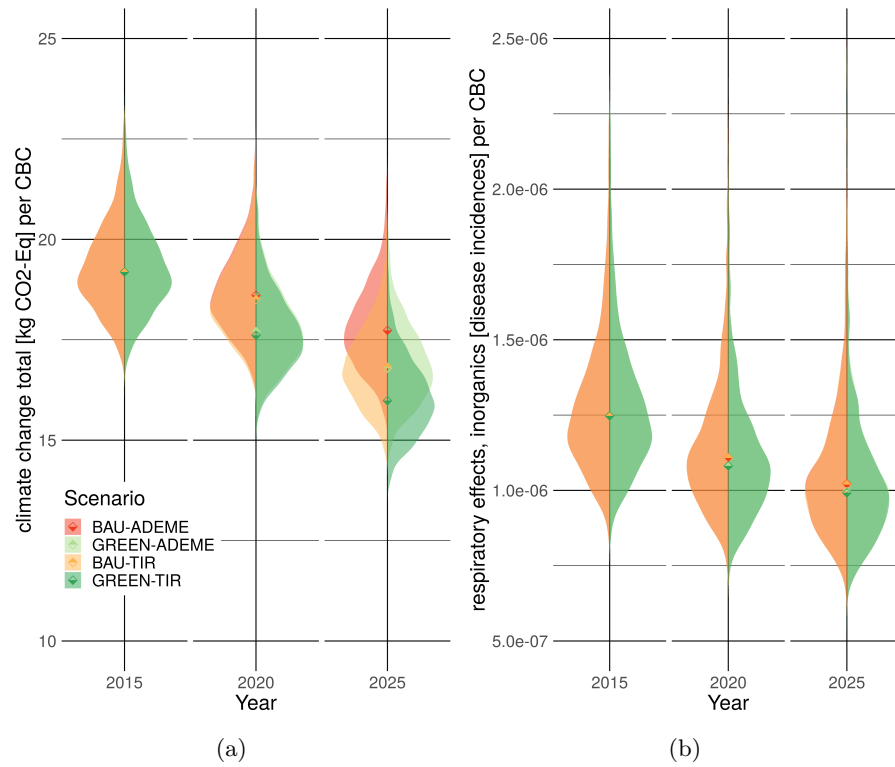 climate change total [kg CO2-Eq] per CBC
25
20
15
10
Scenario
BAU-ADEME
GREEN-ADEME
BAU-TIR
GREEN-TIR
2015 2020 2025
Year
(a)
respiratory effects, inorganics [disease incidences] per CBC
2.5e-06
2.0e-06
1.5e-06
1.0e-06
5.0e-07
2015 2020 2025
Year
(b)